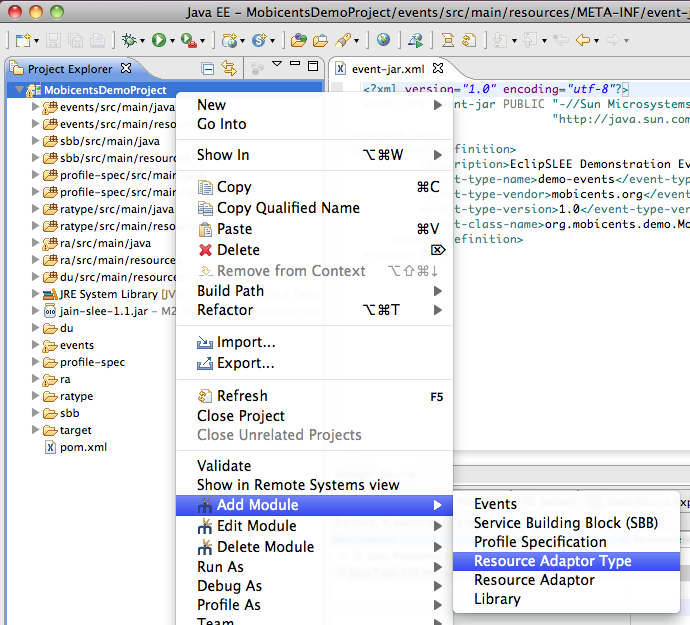 Java EE - MobicentsDemoProject/events/src/main/resources/META-INF/event-
Project Explorer
event-jar.xml
MobicentsDemoProject
events/src/main/java
events/src/main/resou
sbb/src/main/java
sbb/src/main/resource
profile-spec/src/main/
profile-spec/src/main/
ratype/src/main/java
ratype/src/main/resou
ra/src/main/java
ra/src/main/resources
du/src/main/resource
JRE System Library [JV
jain-slee-1.1.jar - M2
du
events
profile-spec
ra
ratype
sbb
target
pom.xml
<?xml version="1.0" encoding="utf-8"?>
ent-jar PUBLIC "-//Sun Microsystems
"http://java.sun.com
efinition>
cription>EclipSLEE Demonstration Ev
t-type-name>demo-events</event-typ
t-type-vendor>mobicents.org</event
t-type-version>1.0</event-type-ver
t-class-name>org.mobicents.demo.Mo
definition>
New
Go Into
Show In ⌥⌘W
Copy ⌘C
Copy Qualified Name
Paste ⌘V
Delete ⌦
Remove from Context ⌥⇧⌘↓
Build Path
Refactor ⌥⌘T
Import...
Export...
Refresh F5
Close Project
Close Unrelated Projects
Validate
Show in Remote Systems view
Add Module
Edit Module
Delete Module
Run As
Debug As
Profile As
Team
Events
Service Building Block (SBB)
Profile Specification
Resource Adaptor Type
Resource Adaptor
Library